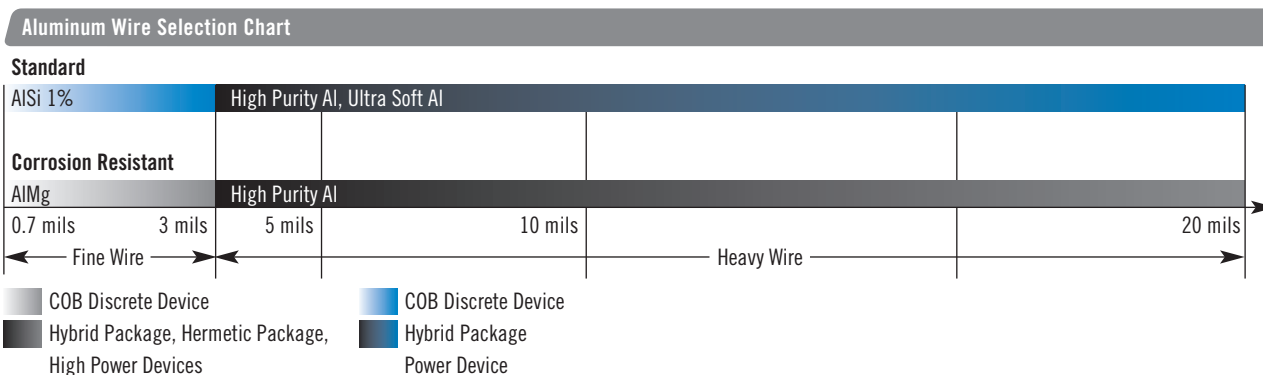 Aluminum Wire Selection Chart
Standard
AlSi 1% High Purity Al, Ultra Soft Al
Corrosion Resistant
AlMg High Purity Al
0.7 mils 3 mils 5 mils 10 mils 20 mils
Fine Wire Heavy Wire
COB Discrete Device COB Discrete Device
Hybrid Package, Hermetic Package, Hybrid Package
High Power Devices Power Device